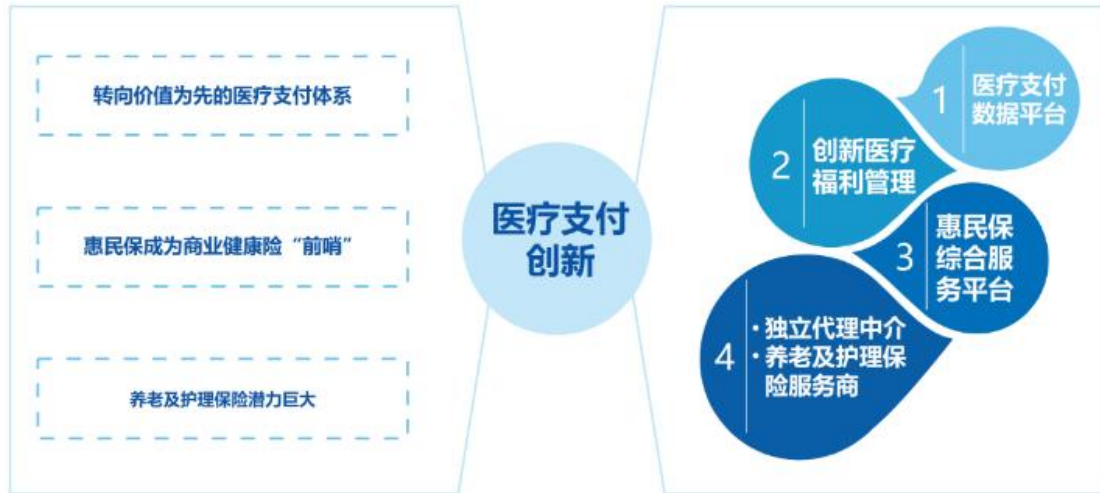 转向价值为先的医疗支付体系
惠民保成为商业健康险“前哨”
养老及护理保险潜力巨大
医疗支付
创新
1
医疗支付
数据平台
2
创新医疗
福利管理
3
惠民保
综合服
务平台
4
·独立代理中介
·养老及护理保
险服务商